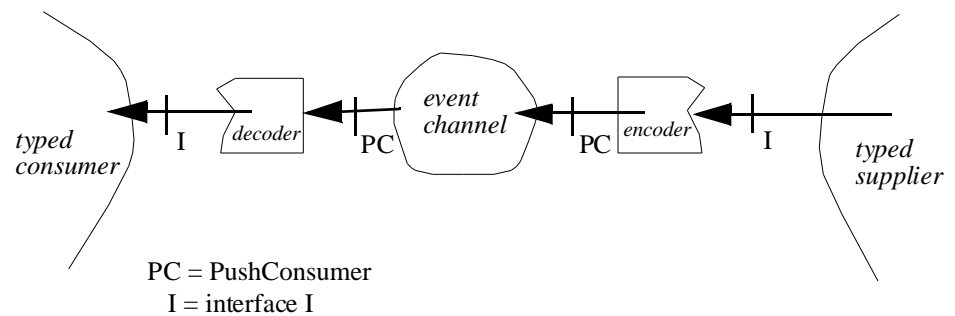 event
channel
decoder
encoder
I
PC
PC
I
typed
consumer
typed
supplier
PC = PushConsumer
I = interface I